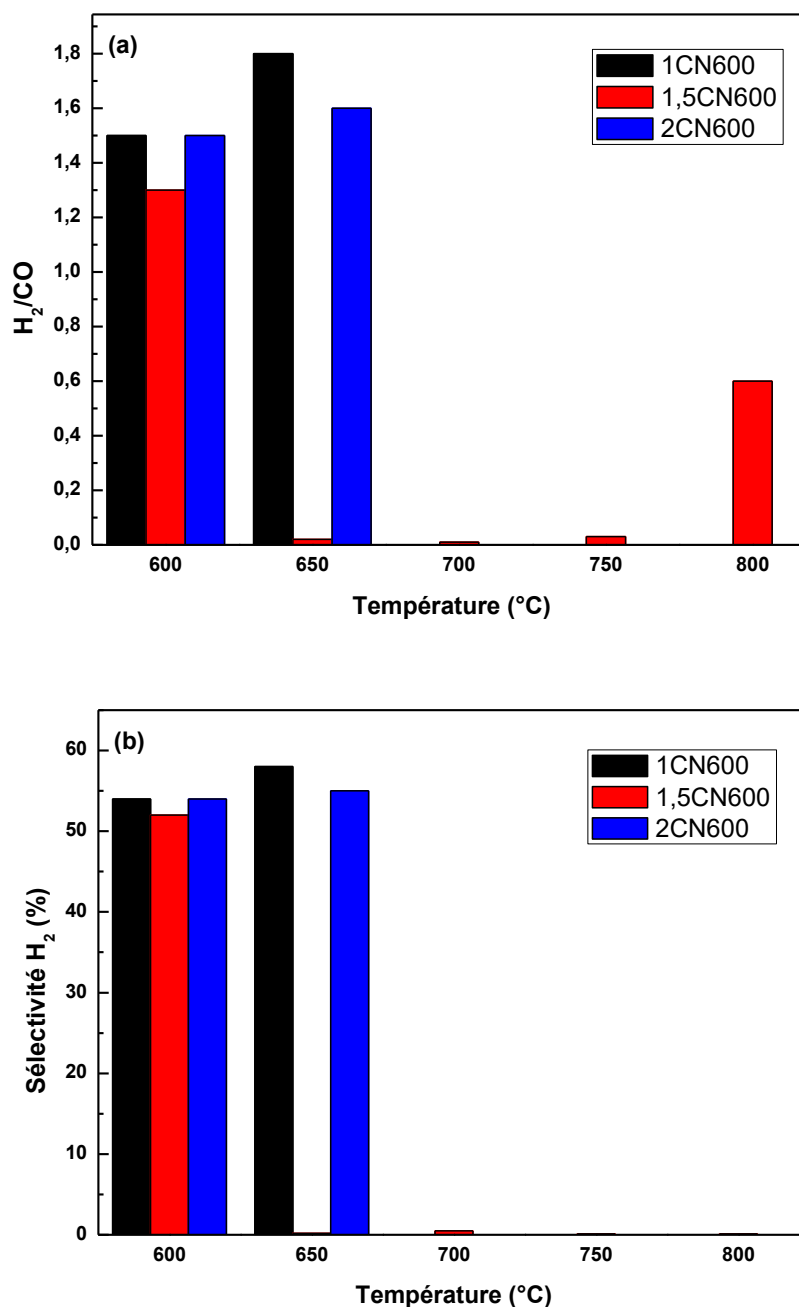 (a)
1CN600
1,5CN600
2CN600
1,8
1,6
1,4
1,2
1,0
0,8
0,6
0,4
0,2
0,0
H₂/CO
600 650 700 750 800
Température (°C)
(b)
1CN600
1,5CN600
2CN600
60
50
40
30
20
10
0
Sélectivité H₂ (%)
600 650 700 750 800
Température (°C)